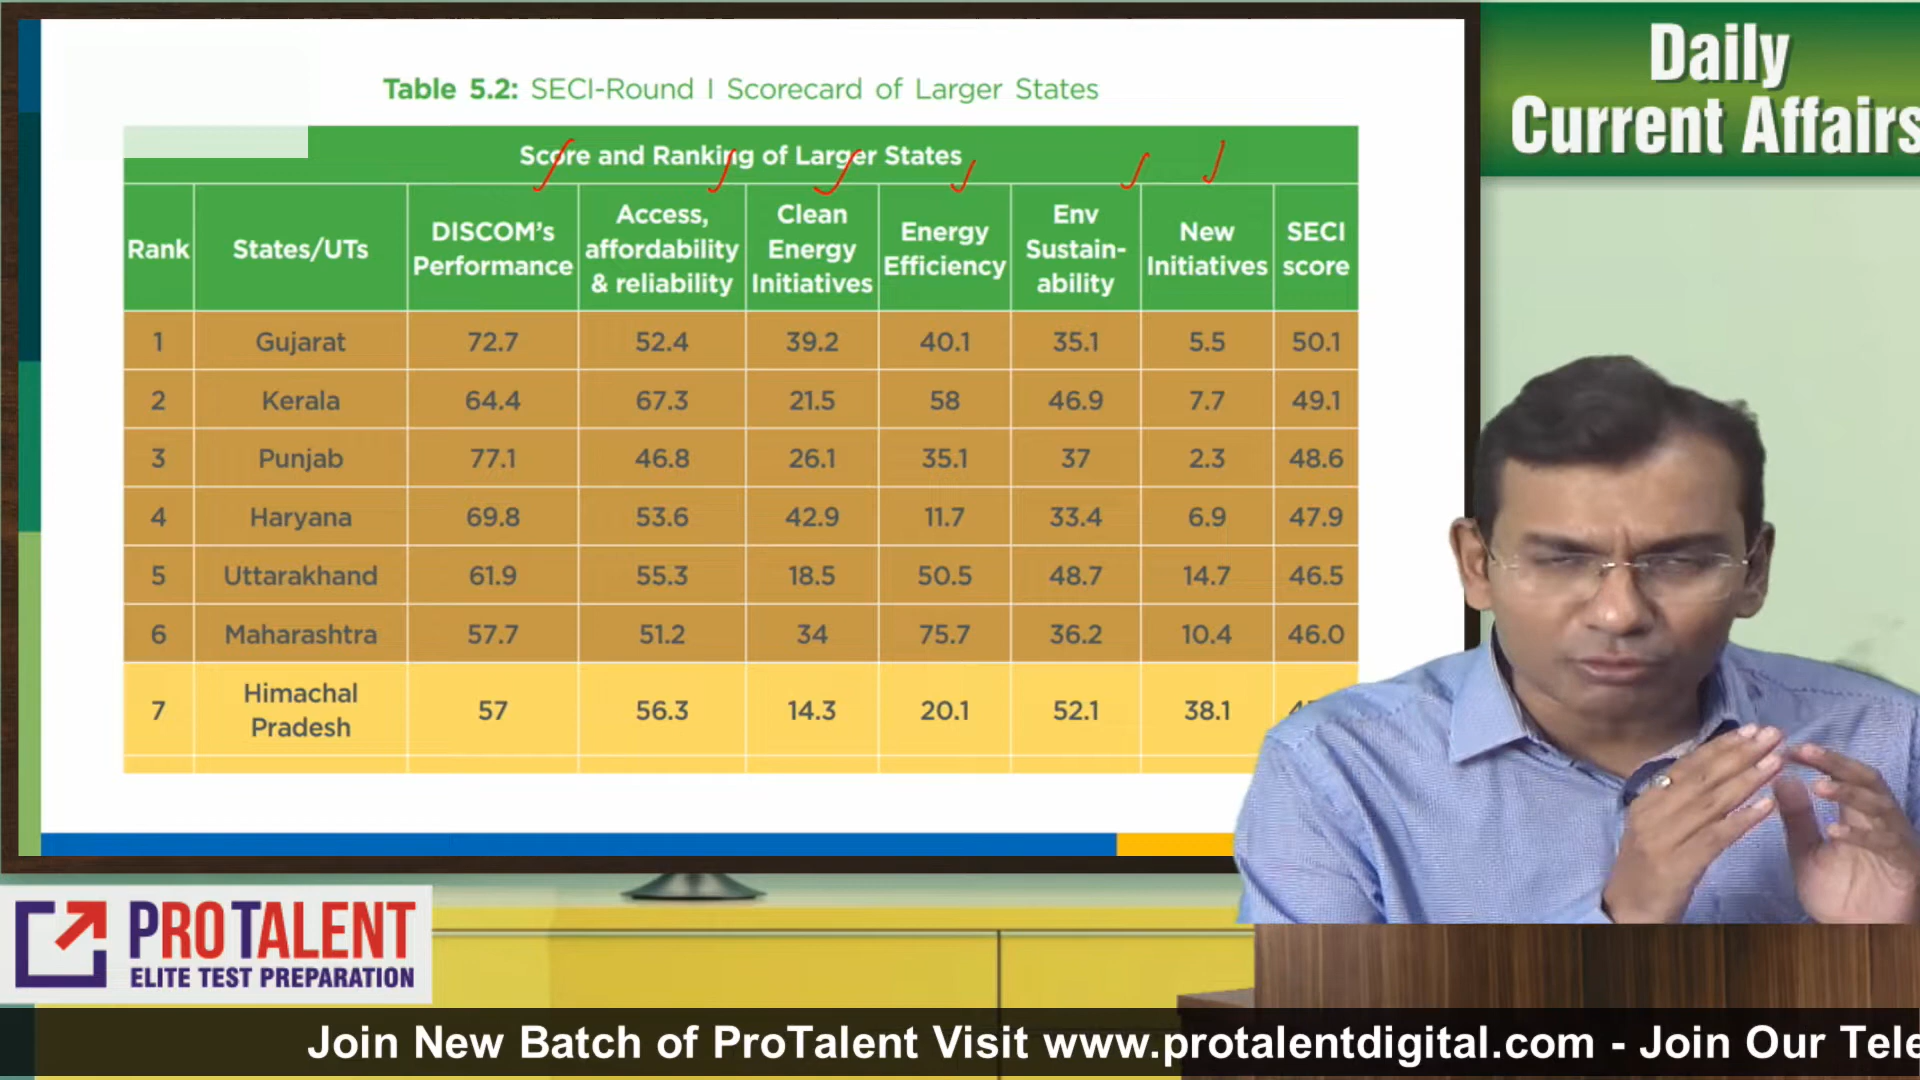 Daily
Current Affairs
Table 5.2: SECI-Round I Scorecard of Larger States
Score and Ranking of Larger States
Rank States/UTs DISCOM's Performance Access, affordability & reliability Clean Energy Initiatives Energy Efficiency Env Sustain-ability New Initiatives SECI score
1 Gujarat 72.7 52.4 39.2 40.1 35.1 5.5 50.1
2 Kerala 64.4 67.3 21.5 58 46.9 7.7 49.1
3 Punjab 77.1 46.8 26.1 35.1 37 2.3 48.6
4 Haryana 69.8 53.6 42.9 11.7 33.4 6.9 47.9
5 Uttarakhand 61.9 55.3 18.5 50.5 48.7 14.7 46.5
6 Maharashtra 57.7 51.2 34 75.7 36.2 10.4 46.0
7 Himachal Pradesh 57 56.3 14.3 20.1 52.1 38.1
PROTALENT
ELITE TEST PREPARATION
Join New Batch of ProTalent Visit www.protalentdigital.com - Join Our Tele